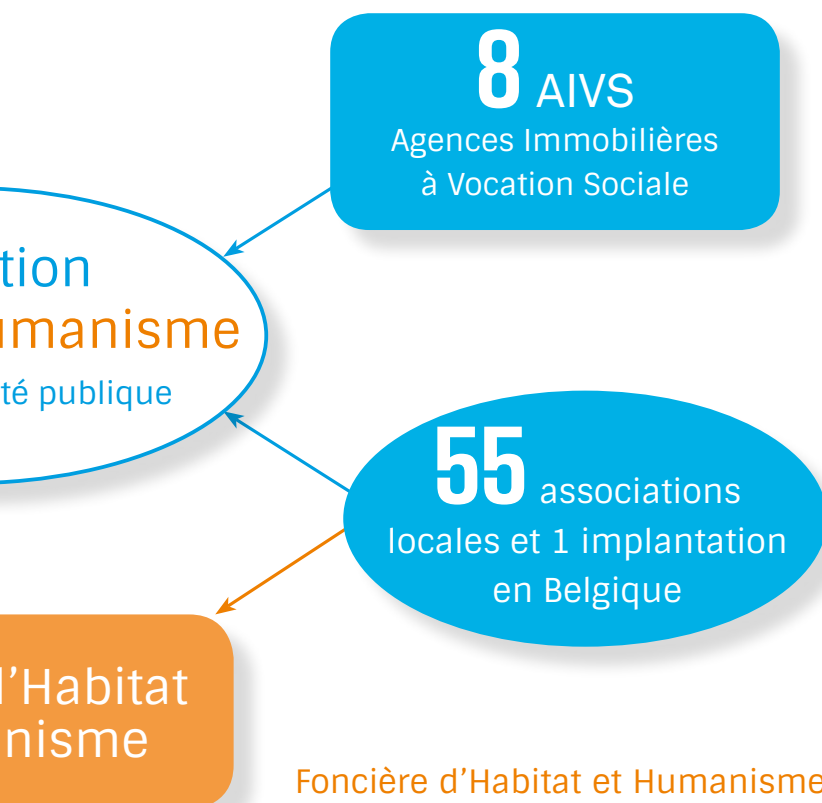 8 AIVS
Agences Immobilières
à Vocation Sociale
tion
umanisme
té publique
55 associations
locales et 1 implantation
en Belgique
l’Habitat
nisme
Foncière d’Habitat et Humanisme